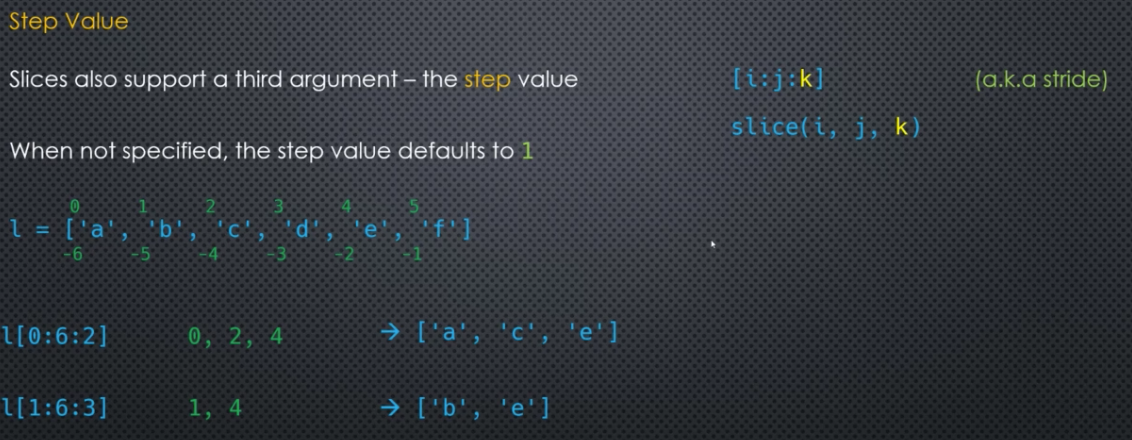 Step Value
Slices also support a third argument – the step value [i:j:k] (a.k.a stride)
slice(i, j, k)
When not specified, the step value defaults to 1
0 1 2 3 4 5
l = ['a', 'b', 'c', 'd', 'e', 'f']
-6 -5 -4 -3 -2 -1
l[0:6:2] 0, 2, 4 → ['a', 'c', 'e']
l[1:6:3] 1, 4 → ['b', 'e']